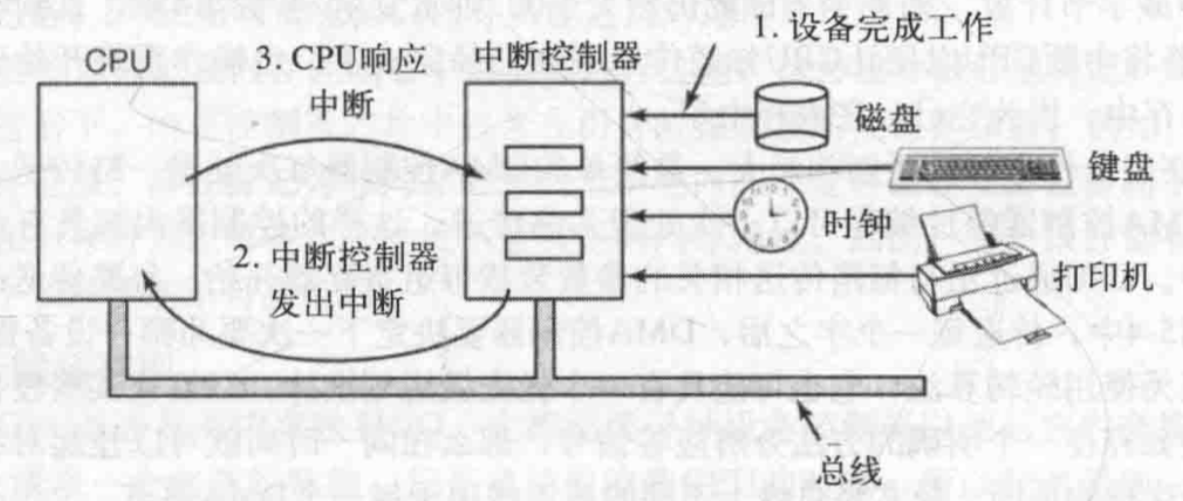 1. 设备完成工作
CPU
3. CPU响应
中断
中断控制器
磁盘
键盘
时钟
2. 中断控制器
发出中断
打印机
总线